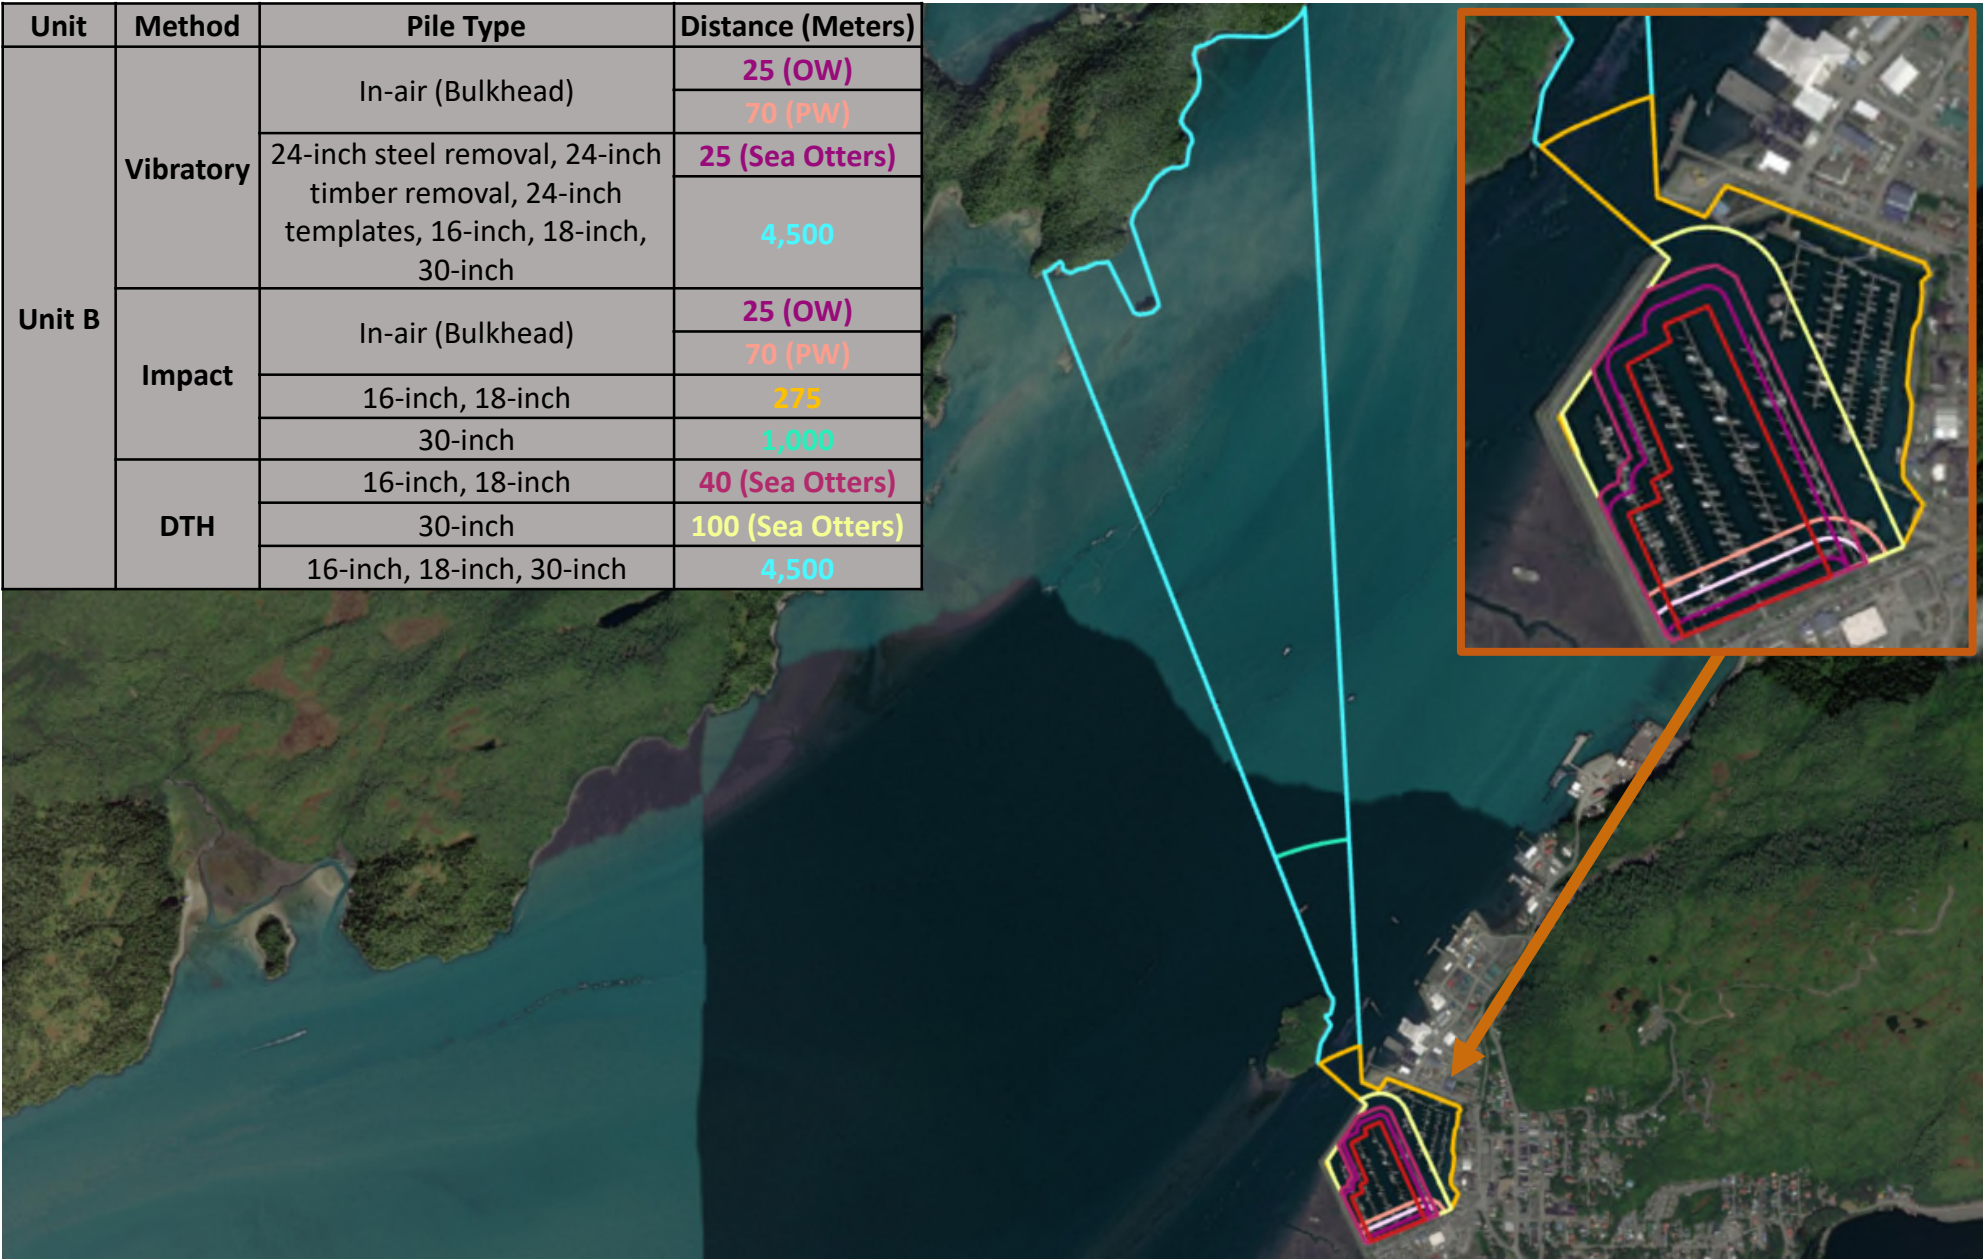 Unit Method Pile Type Distance (Meters)
Unit B
Vibratory
In-air (Bulkhead)
25 (OW)
70 (PW)
24-inch steel removal, 24-inch
timber removal, 24-inch
templates, 16-inch, 18-inch,
30-inch
25 (Sea Otters)
4,500
Impact
In-air (Bulkhead)
25 (OW)
70 (PW)
16-inch, 18-inch
275
30-inch
1,000
DTH
16-inch, 18-inch
40 (Sea Otters)
30-inch
100 (Sea Otters)
16-inch, 18-inch, 30-inch
4,500